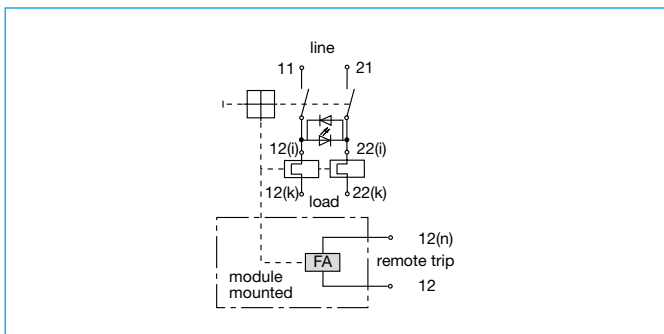 line
11 21
12(i) 22(i)
12(k) 22(k)
load
12(n)
FA remote trip
module
mounted
12